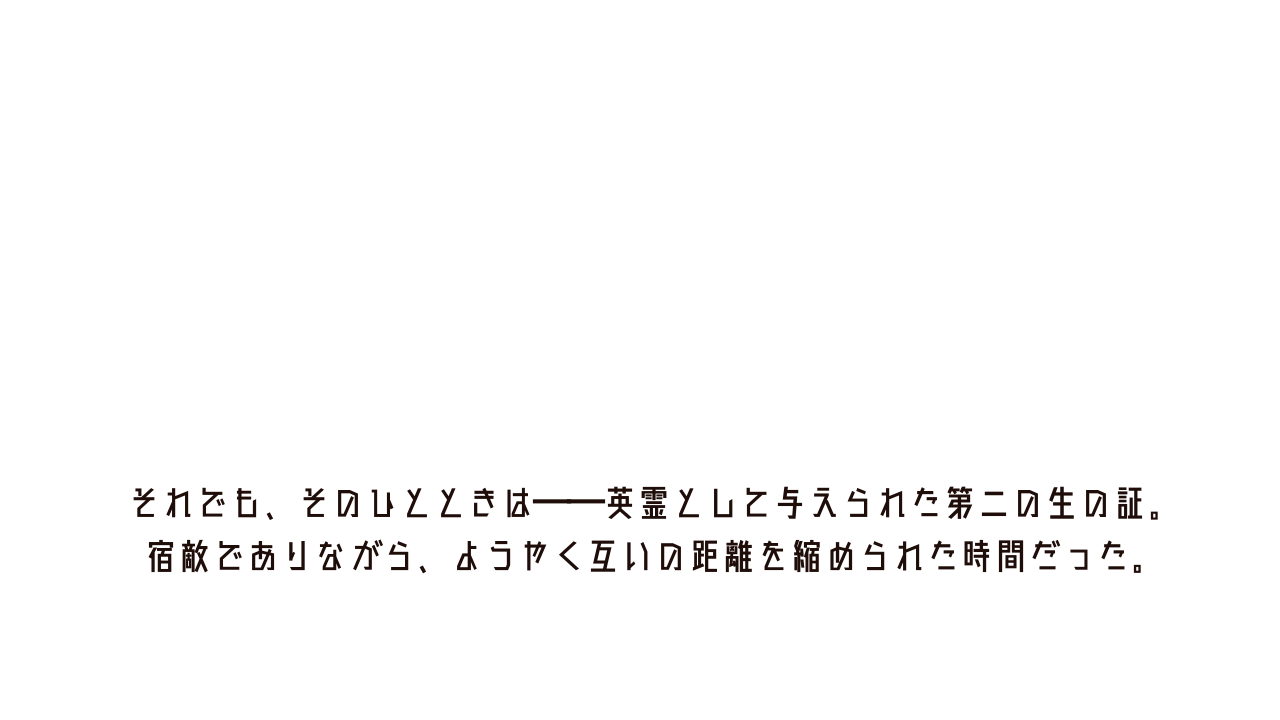 それでも、そのひとときは――英霊として与えられた第二の生の証。
宿敵でありながら、ようやく互いの距離を縮められた時間だった。